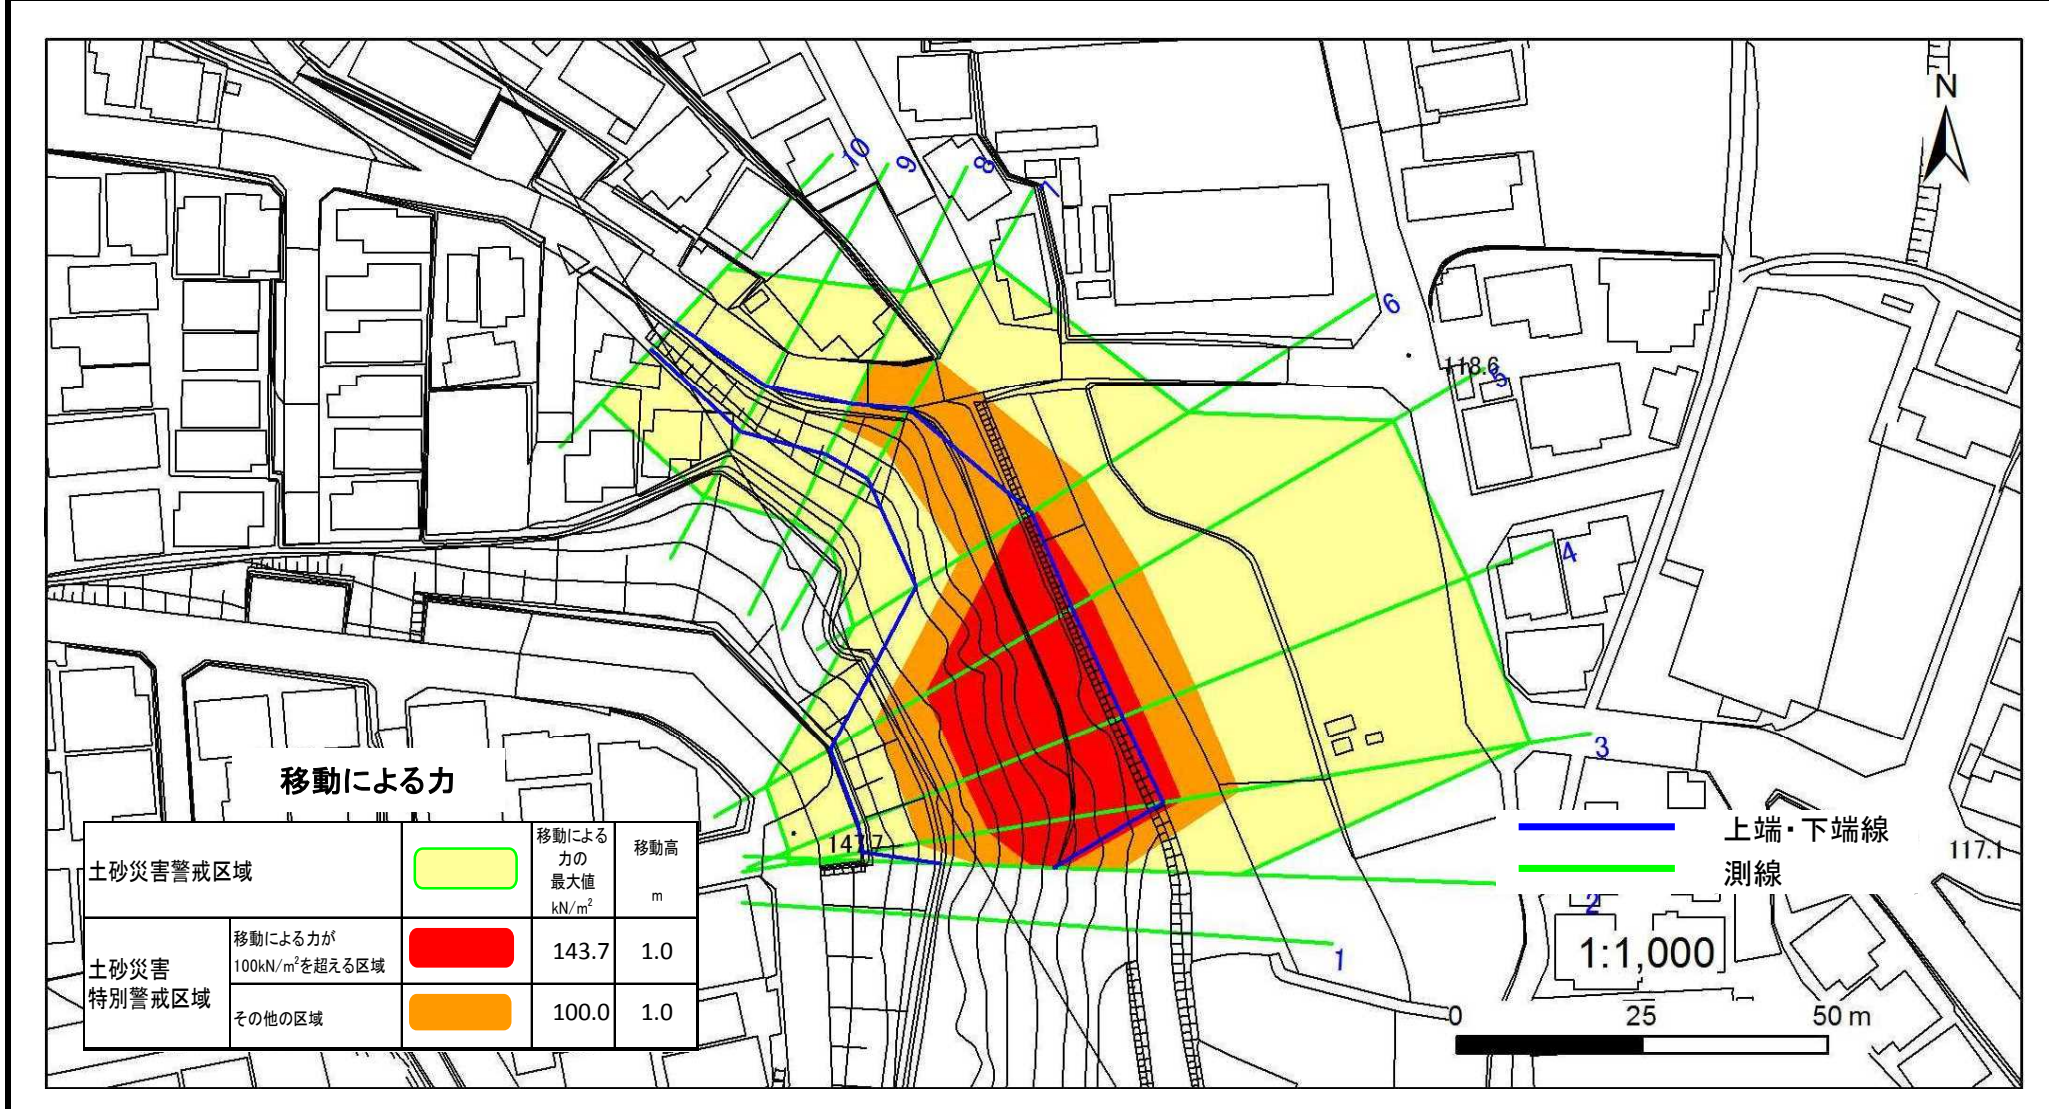 N
10
9
8
7
6
118.6
5
4
3
移動による力
上端・下端線
測線
117.1
147.7
土砂災害警戒区域
移動による
力の
最大値
kN/m²
移動高
m
土砂災害
特別警戒区域
移動による力が
100kN/m²を超える区域
143.7
1.0
その他の区域
100.0
1.0
2
1
1:1,000
0 25 50 m